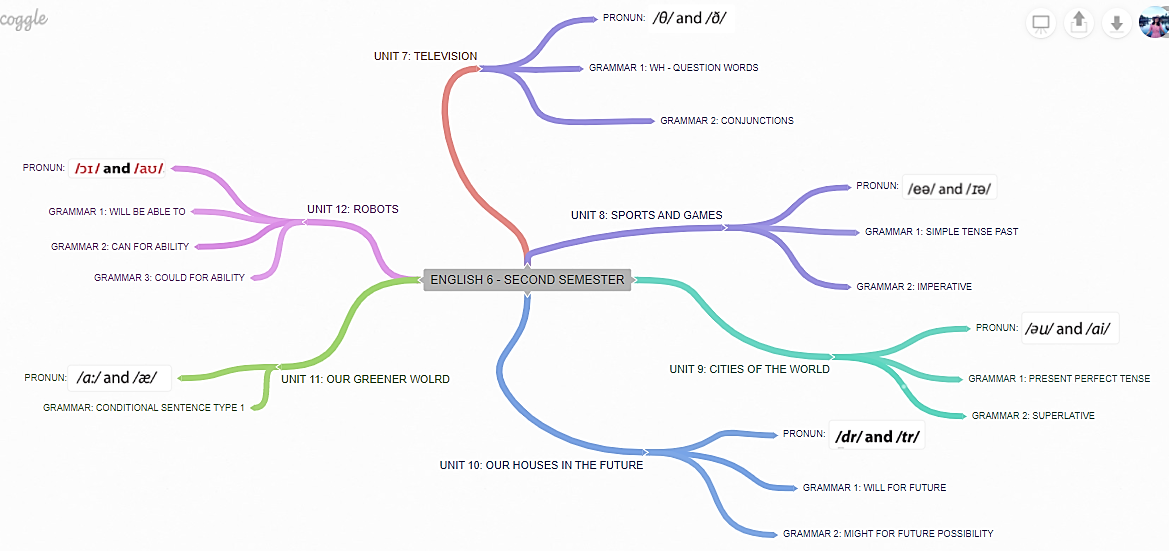 coggle
ENGLISH 6 - SECOND SEMESTER
UNIT 7: TELEVISION
PRONUN: /θ/ and /ð/
GRAMMAR 1: WH - QUESTION WORDS
GRAMMAR 2: CONJUNCTIONS
UNIT 8: SPORTS AND GAMES
PRONUN: /eə/ and /ɪə/
GRAMMAR 1: SIMPLE TENSE PAST
GRAMMAR 2: IMPERATIVE
UNIT 9: CITIES OF THE WORLD
PRONUN: /əu/ and /ai/
GRAMMAR 1: PRESENT PERFECT TENSE
GRAMMAR 2: SUPERLATIVE
UNIT 10: OUR HOUSES IN THE FUTURE
PRONUN: /dr/ and /tr/
GRAMMAR 1: WILL FOR FUTURE
GRAMMAR 2: MIGHT FOR FUTURE POSSIBILITY
UNIT 11: OUR GREENER WOLRD
PRONUN: /ɑ:/ and /æ/
GRAMMAR: CONDITIONAL SENTENCE TYPE 1
UNIT 12: ROBOTS
PRONUN: /ɔɪ/ and /aʊ/
GRAMMAR 1: WILL BE ABLE TO
GRAMMAR 2: CAN FOR ABILITY
GRAMMAR 3: COULD FOR ABILITY